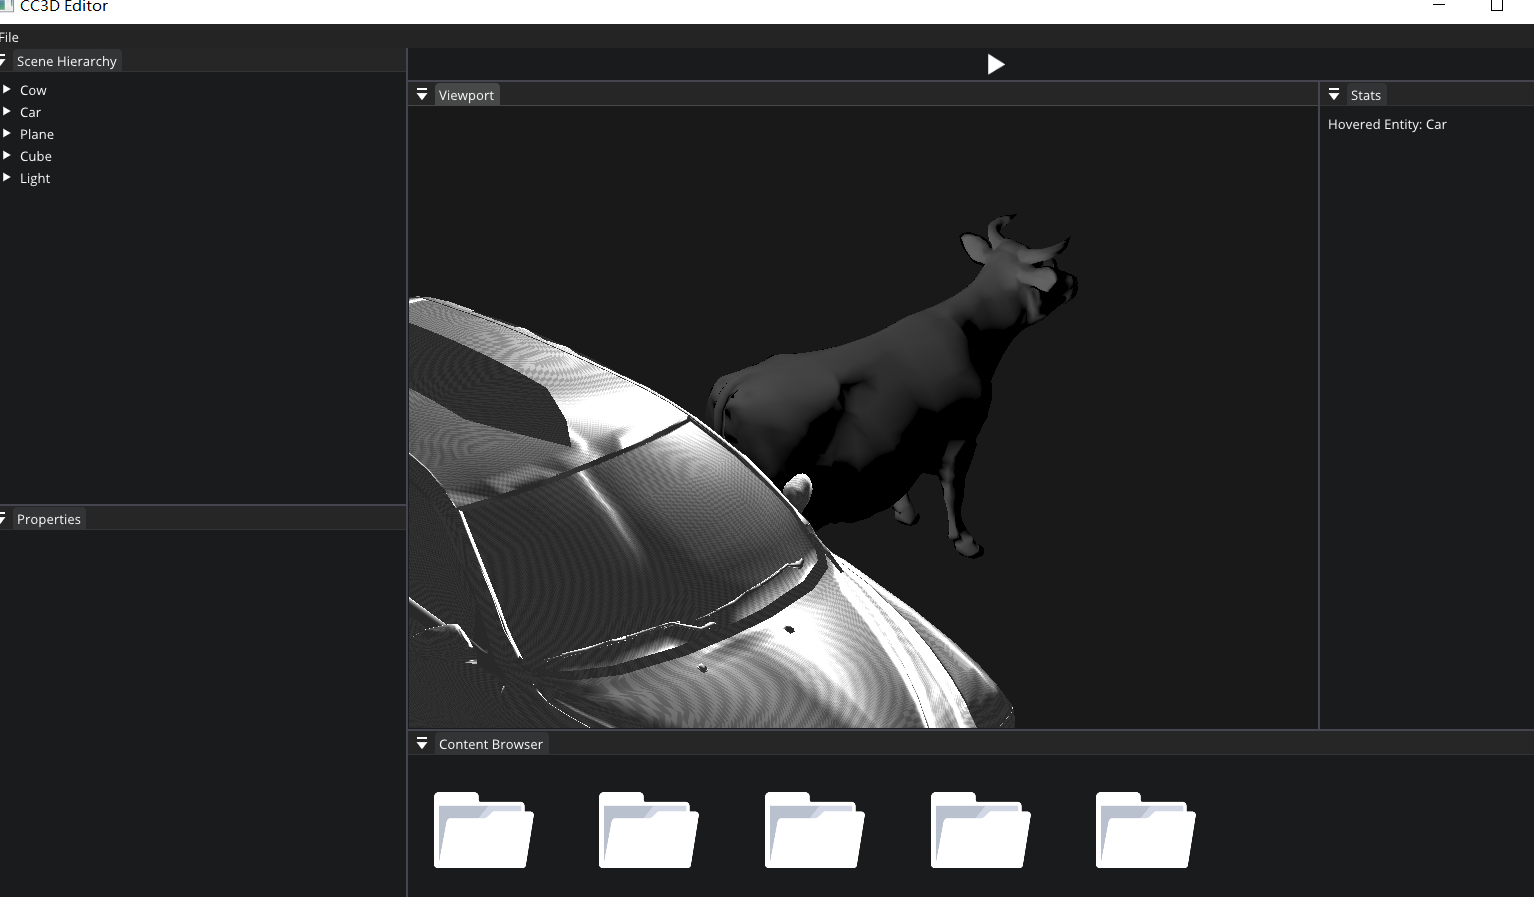 CC3D Editor
File
Scene Hierarchy
Cow
Car
Plane
Cube
Light
Properties
Viewport
Stats
Hovered Entity: Car
Content Browser